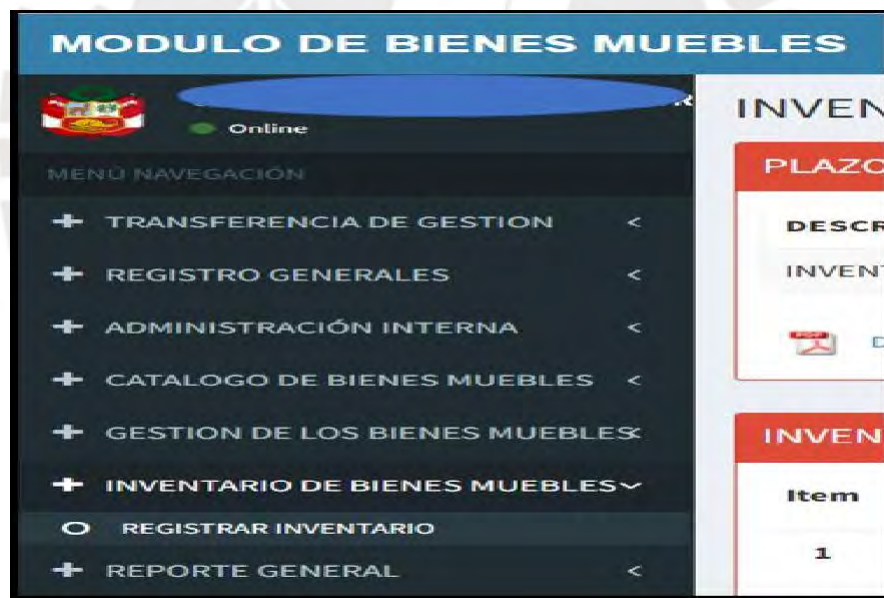 MODULO DE BIENES MUEBLES
Online
MENÚ NAVEGACIÓN
TRANSFERENCIA DE GESTION
REGISTRO GENERALES
ADMINISTRACIÓN INTERNA
CATALOGO DE BIENES MUEBLES
GESTION DE LOS BIENES MUEBLES
INVENTARIO DE BIENES MUEBLES
REGISTRAR INVENTARIO
REPORTE GENERAL
INVEN
PLAZO
DESCR
INVENT
PDF
D
INVEN
Item
1